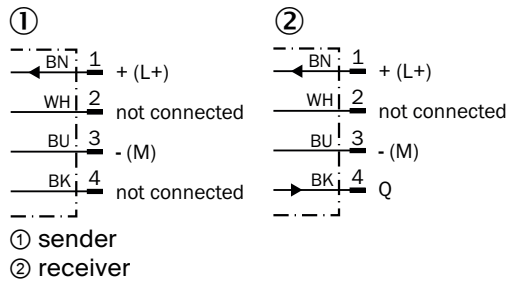 ① ②
BN 1 + (L+) BN 1 + (L+)
WH 2 not connected WH 2 not connected
BU 3 - (M) BU 3 - (M)
BK 4 not connected BK 4 Q
① sender
② receiver